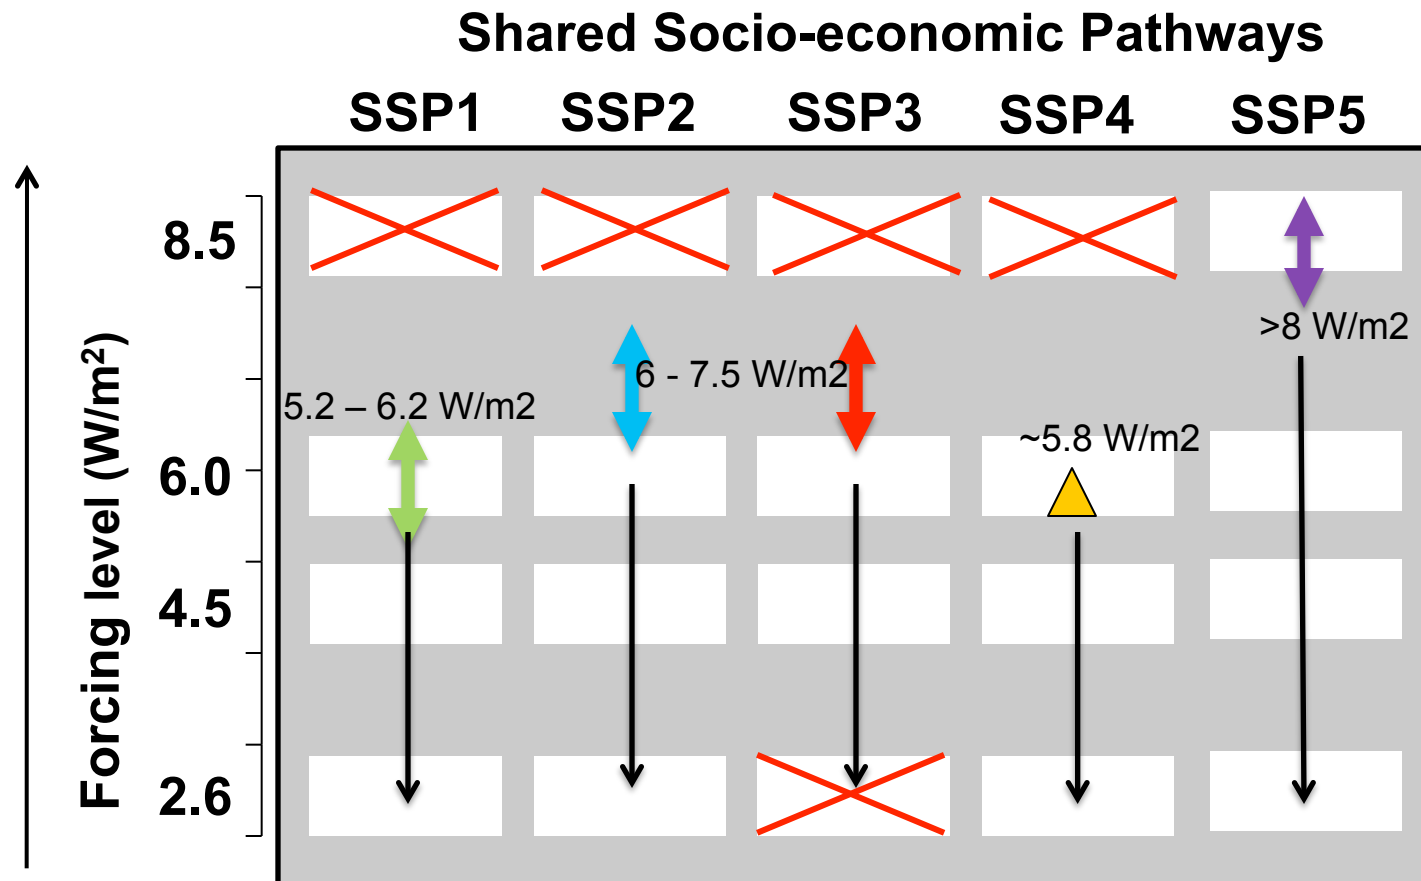 Shared Socio-economic Pathways
SSP1 SSP2 SSP3 SSP4 SSP5
8.5
>8 W/m2
6 - 7.5 W/m2
5.2 – 6.2 W/m2
~5.8 W/m2
6.0
4.5
2.6
Forcing level (W/m²)